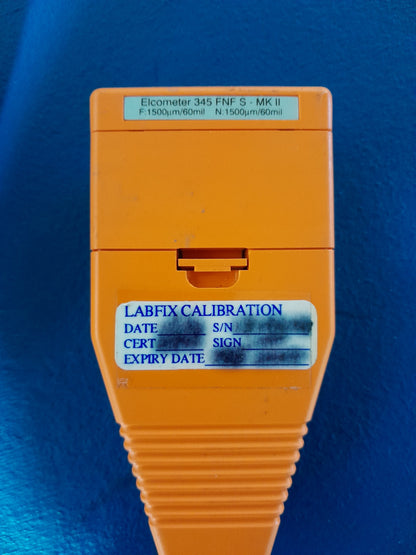 Elcometer 345 FNF S - MK II
F:1500µm/60mil N:1500µm/60mil
LABFIX CALIBRATION
DATE S/N
CERT SIGN
EXPIRY DATE